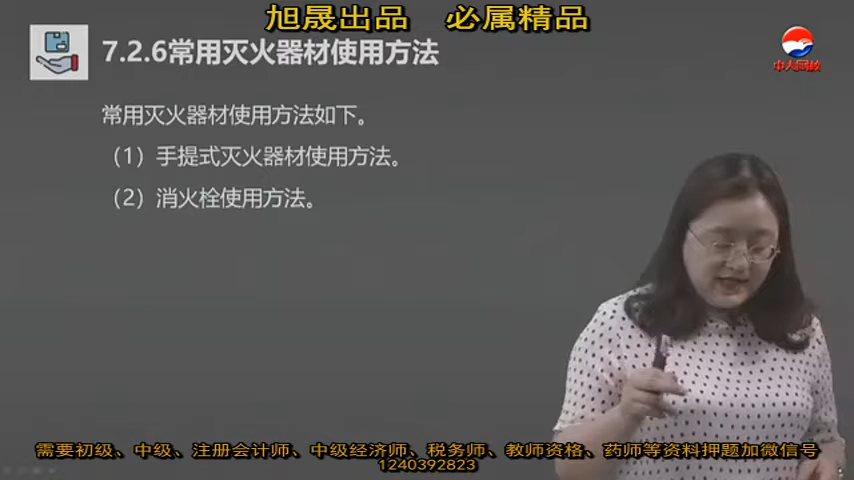 旭晟出品 必属精品
7.2.6常用灭火器材使用方法
中大网校
常用灭火器材使用方法如下。
（1）手提式灭火器材使用方法。
（2）消火栓使用方法。
需要初级、中级、注册会计师、中级经济师、税务师、教师资格、药师等资料押题加微信号
1240392823